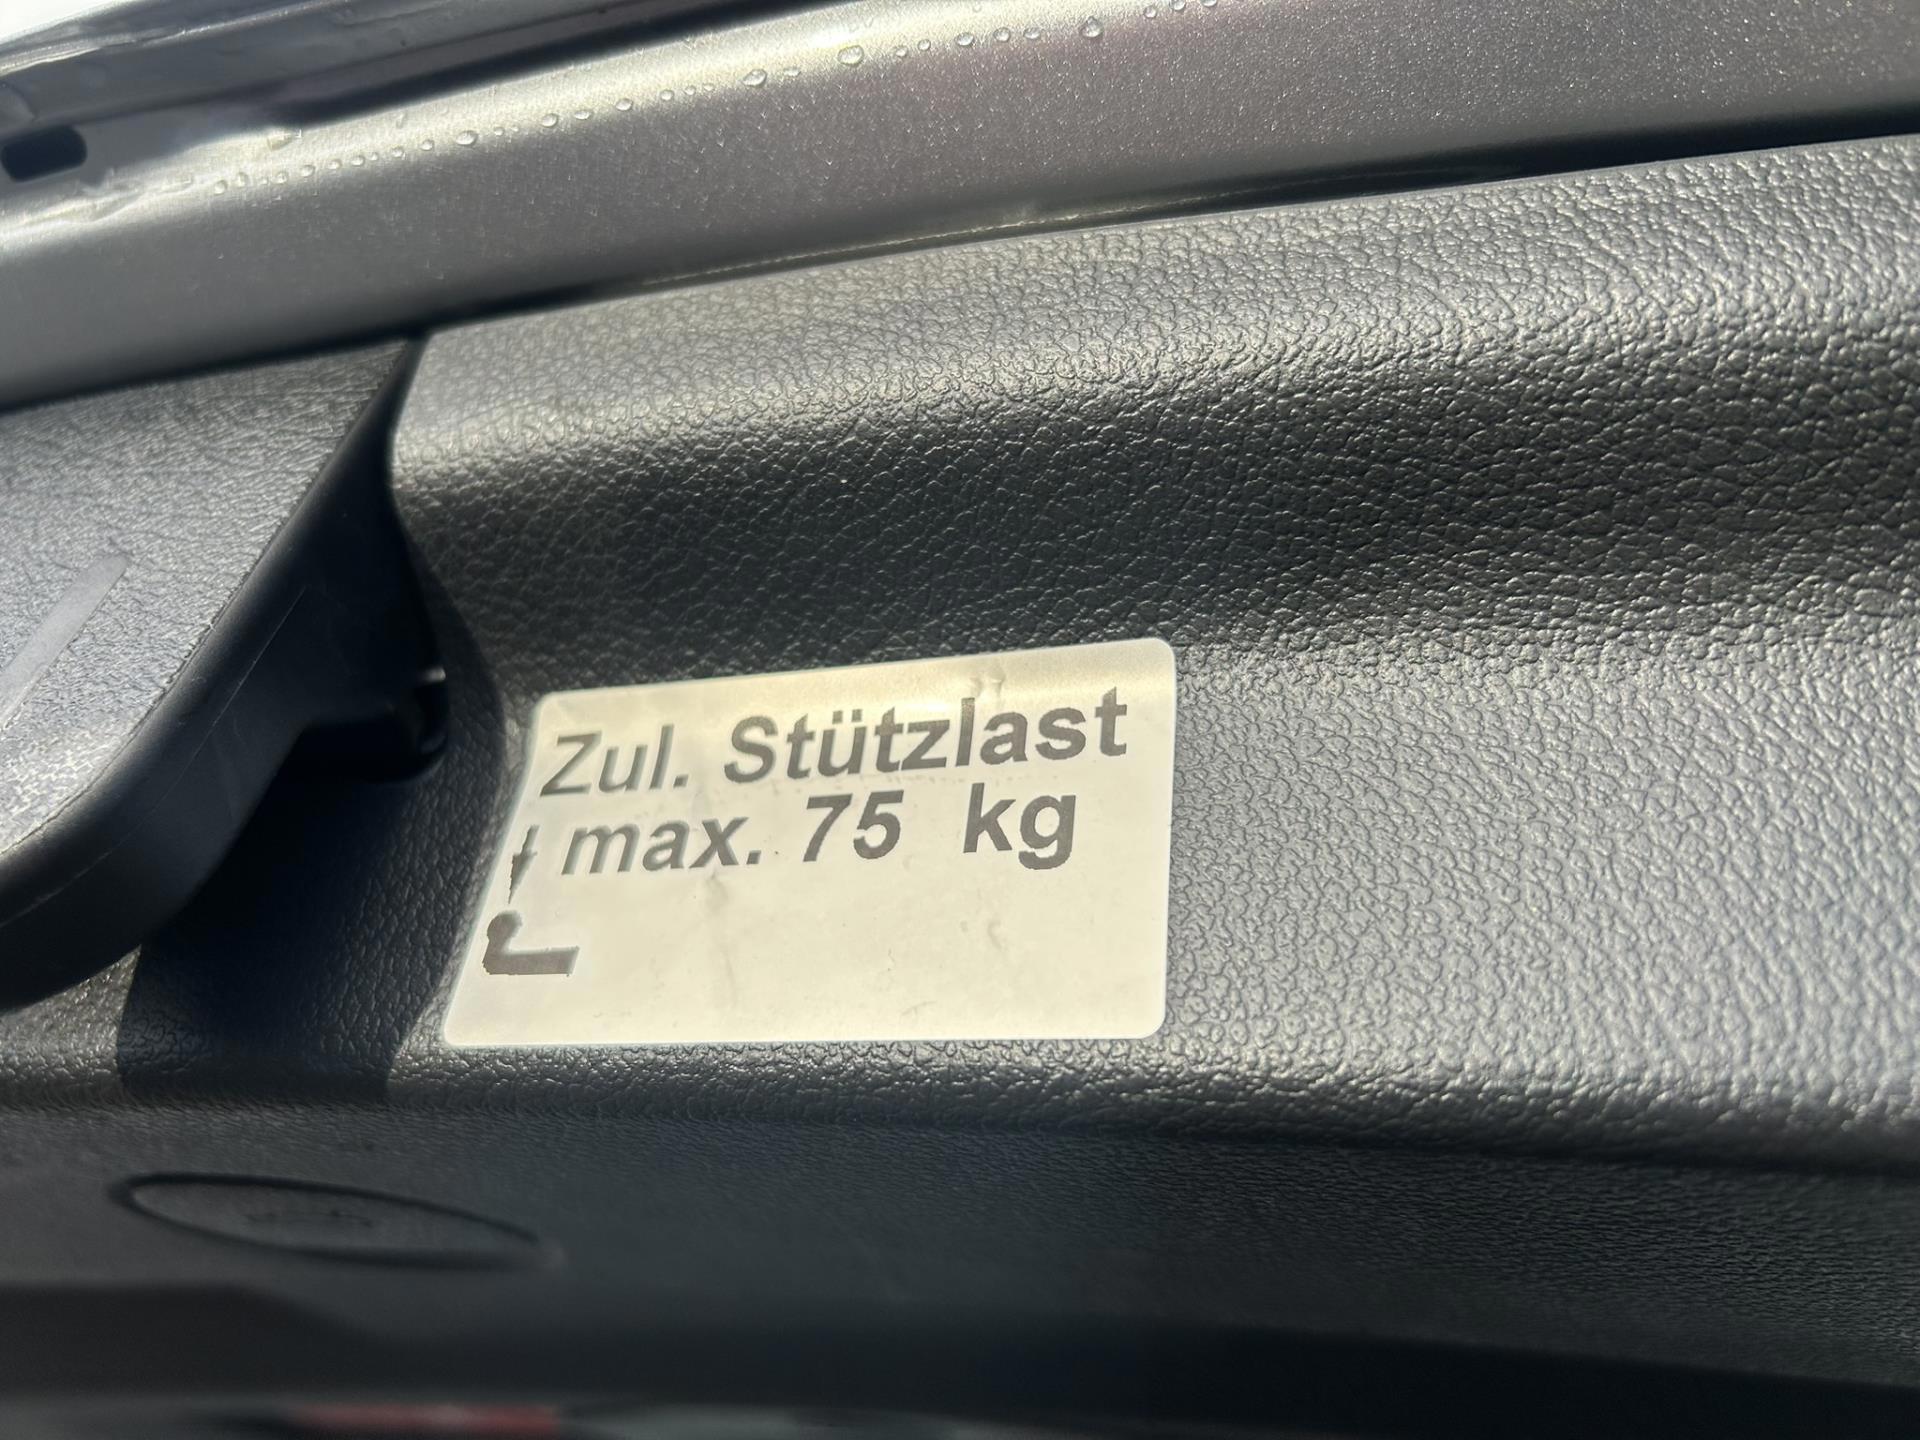 Zul. Stützlast
max. 75 kg